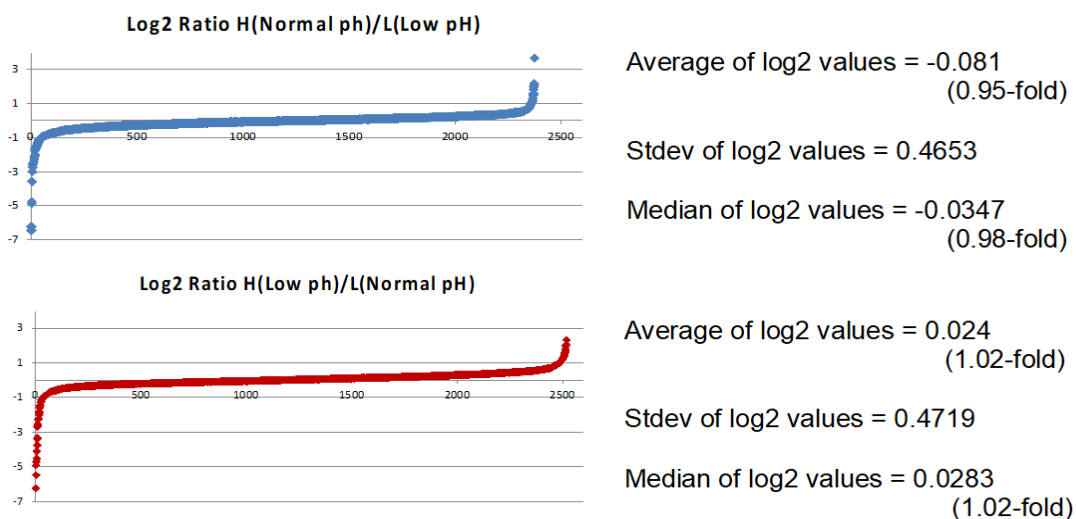 Log2 Ratio H(Normal ph)/L(Low pH)
3
1
-1
-3
-5
-7
0
500
1000
1500
2000
2500
Average of log2 values = -0.081
(0.95-fold)
Stdev of log2 values = 0.4653
Median of log2 values = -0.0347
(0.98-fold)
Log2 Ratio H(Low ph)/L(Normal pH)
3
1
-1
-3
-5
-7
0
500
1000
1500
2000
2500
Average of log2 values = 0.024
(1.02-fold)
Stdev of log2 values = 0.4719
Median of log2 values = 0.0283
(1.02-fold)